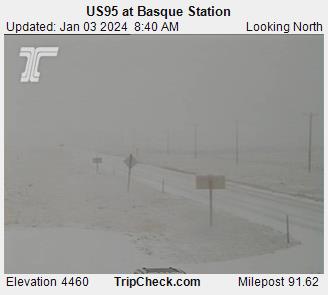 US95 at Basque Station
Updated: Jan 03 2024 8:40 AM Looking North
Elevation 4460 TripCheck.com Milepost 91.62